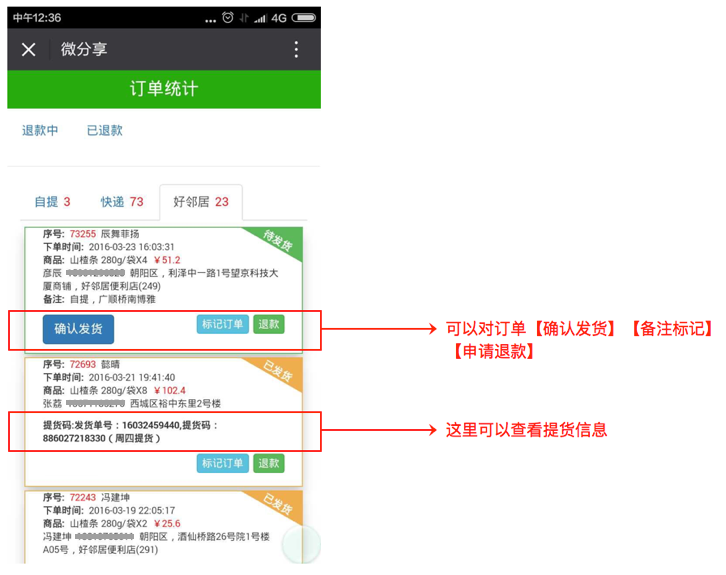 中午12:36
4G
微分享
订单统计
退款中 已退款
自提 3 快递 73 好邻居 23
序号: 73255 辰舞菲扬
待发货
下单时间: 2016-03-23 16:03:31
商品: 山楂条 280g/袋X4 ￥51.2
彦辰 朝阳区，利泽中一路1号望京科技大
厦商铺，好邻居便利店(249)
备注: 自提，广顺桥南博雅
确认发货 标记订单 退款
可以对订单【确认发货】【备注标记】
【申请退款】
序号: 72693 懿晴
已发货
下单时间: 2016-03-21 19:41:40
商品: 山楂条 280g/袋X8 ￥102.4
张荔 西城区裕中东里2号楼
提货码:发货单号：16032459440,提货码：
886027218330（周四提货）
这里可以查看提货信息
标记订单 退款
序号: 72243 冯建坤
已发货
下单时间: 2016-03-19 22:05:17
商品: 山楂条 280g/袋X2 ￥25.6
冯建坤 朝阳区，酒仙桥路26号院1号楼
A05号，好邻居便利店(291)